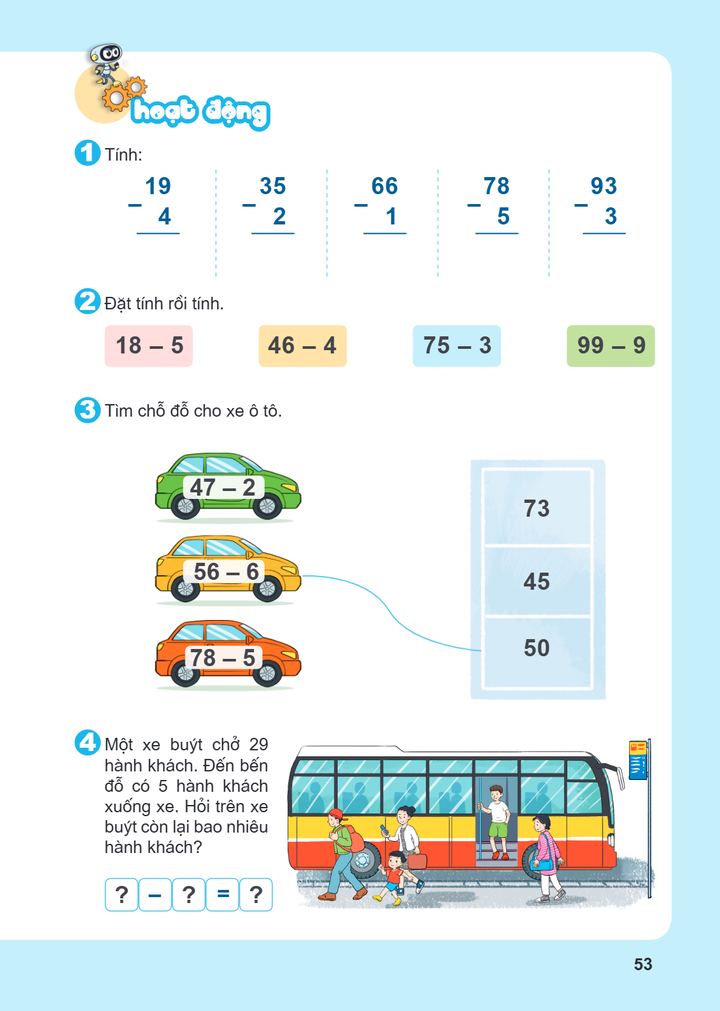 hoạt động
1 Tính:
19 35 66 78 93
– – – – –
4 2 1 5 3
2 Đặt tính rồi tính.
18 – 5 46 – 4 75 – 3 99 – 9
3 Tìm chỗ đỗ cho xe ô tô.
47 – 2
56 – 6
78 – 5
73
45
50
4 Một xe buýt chở 29
hành khách. Đến bến
đỗ có 5 hành khách
xuống xe. Hỏi trên xe
buýt còn lại bao nhiêu
hành khách?
? – ? = ?
53